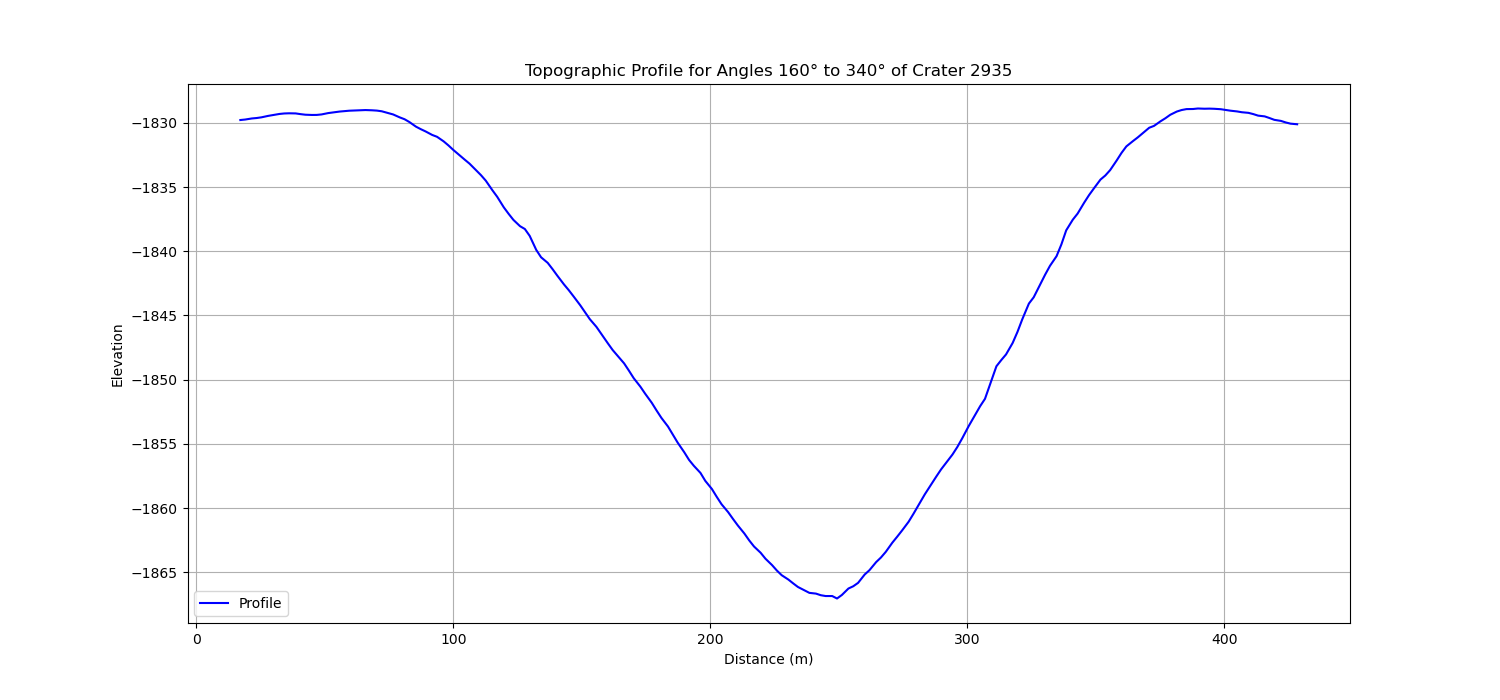 Topographic Profile for Angles 160° to 340° of Crater 2935
Elevation
−1830
−1835
−1840
−1845
−1850
−1855
−1860
−1865
Profile
0 100 200 300 400
Distance (m)